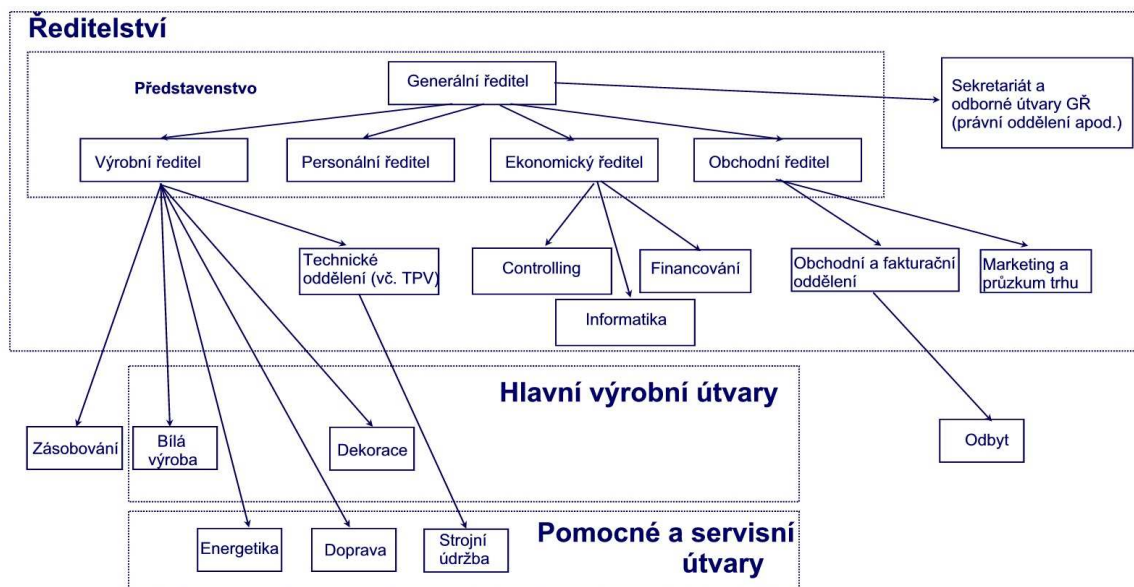 Ředitelství
Představenstvo
Generální ředitel
Sekretariát a
odborné útvary GŘ
(právní oddělení apod.)
Výrobní ředitel
Personální ředitel
Ekonomický ředitel
Obchodní ředitel
Technické
oddělení (vč. TPV)
Controlling
Financování
Obchodní a fakturační
oddělení
Marketing a
průzkum trhu
Informatika
Hlavní výrobní útvary
Zásobování
Bílá
výroba
Dekorace
Odbyt
Pomocné a servisní
útvary
Energetika
Doprava
Strojní
údržba